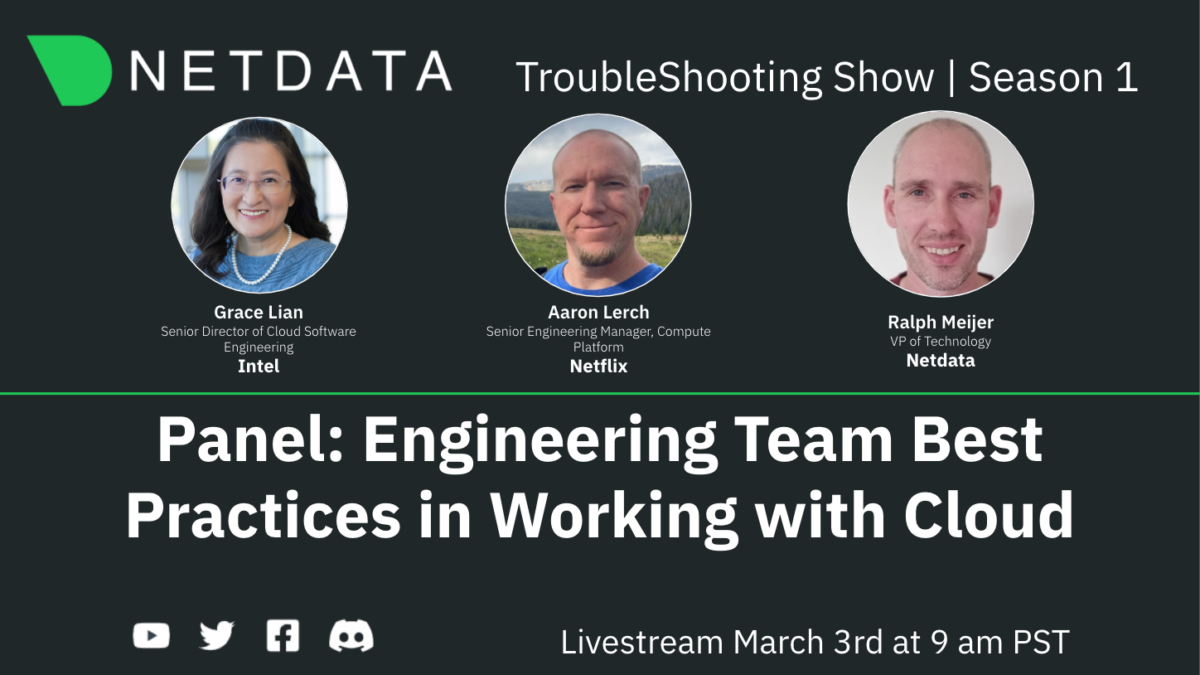 NETDATA
TroubleShooting Show | Season 1
Grace Lian
Senior Director of Cloud Software
Engineering
Intel
Aaron Lerch
Senior Engineering Manager, Compute
Platform
Netflix
Ralph Meijer
VP of Technology
Netdata
Panel: Engineering Team Best
Practices in Working with Cloud
Livestream March 3rd at 9 am PST